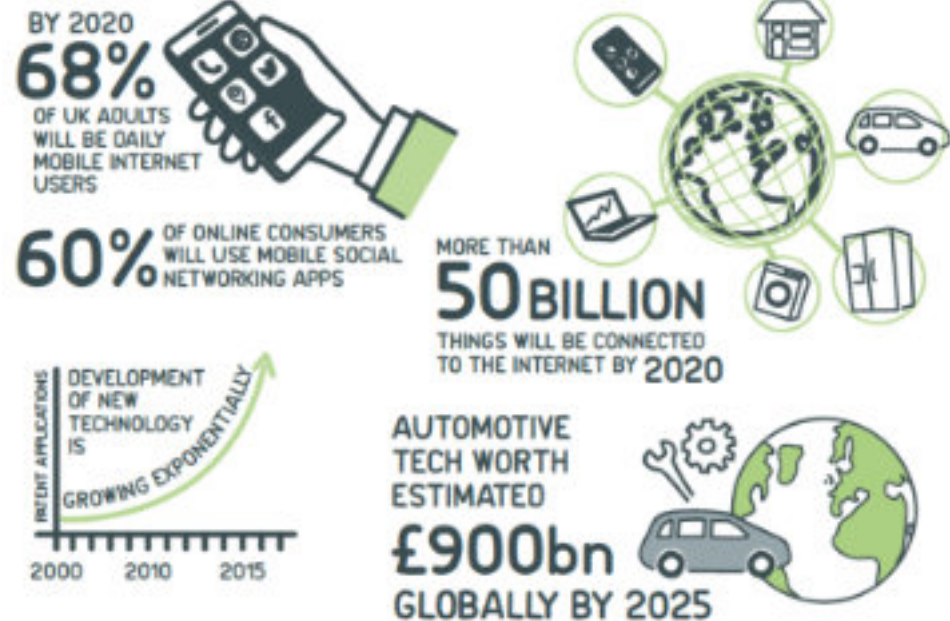 BY 2020
68%
OF UK ADULTS
WILL BE DAILY
MOBILE INTERNET
USERS
60% OF ONLINE CONSUMERS
WILL USE MOBILE SOCIAL
NETWORKING APPS
MORE THAN
50 BILLION
THINGS WILL BE CONNECTED
TO THE INTERNET BY 2020
PATENT APPLICATIONS
DEVELOPMENT
OF NEW
TECHNOLOGY
IS
GROWING EXPONENTIALLY
2000 2010 2015
AUTOMOTIVE
TECH WORTH
ESTIMATED
£900bn
GLOBALLY BY 2025